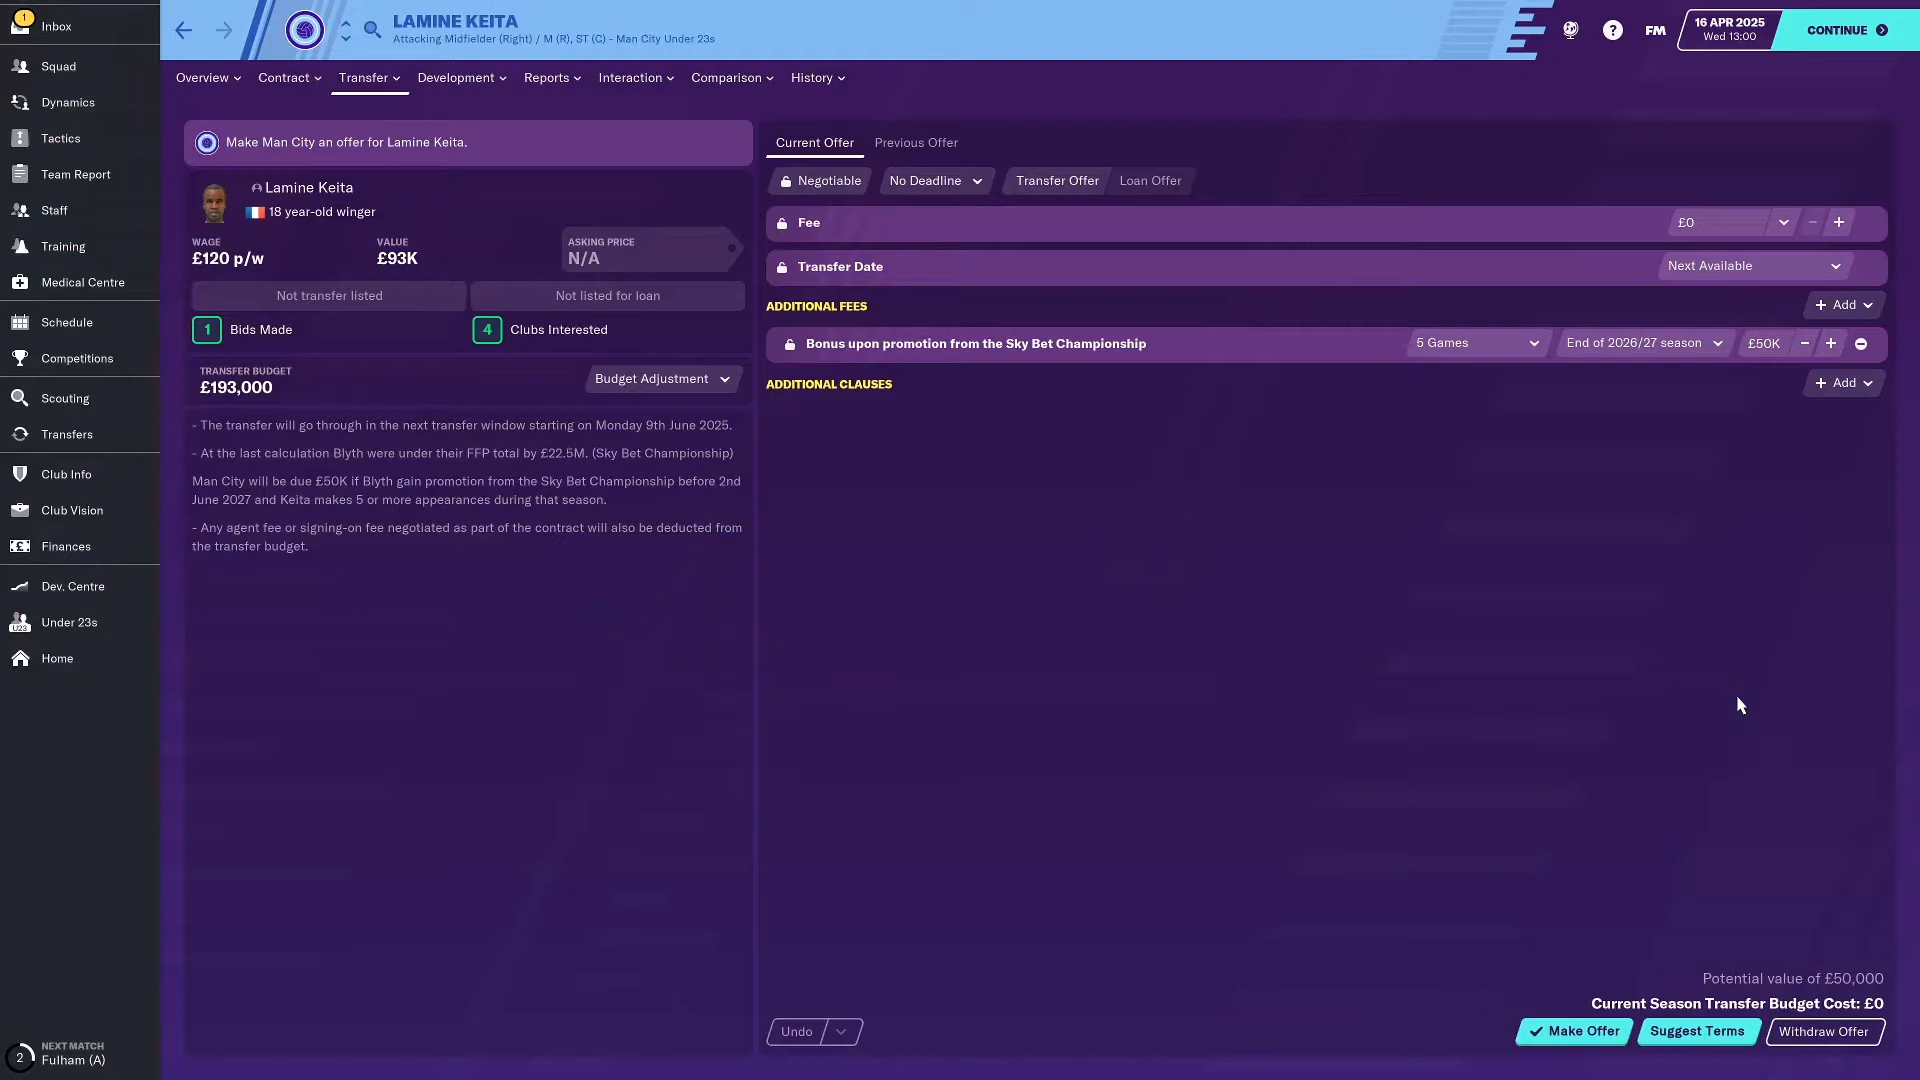 1
Inbox
Squad
Dynamics
Tactics
Team Report
Staff
Training
Medical Centre
Schedule
Competitions
Scouting
Transfers
Club Info
Club Vision
Finances
Dev. Centre
U23
Under 23s
Home
2
NEXT MATCH
Fulham (A)
LAMINE KEITA
Attacking Midfielder (Right) / M (R), ST (C) - Man City Under 23s
?
FM
16 APR 2025
Wed 13:00
CONTINUE
Overview
Contract
Transfer
Development
Reports
Interaction
Comparison
History
Make Man City an offer for Lamine Keita.
Lamine Keita
18 year-old winger
WAGE
£120 p/w
VALUE
£93K
ASKING PRICE
N/A
Not transfer listed
Not listed for loan
1 Bids Made
4 Clubs Interested
TRANSFER BUDGET
£193,000
Budget Adjustment
- The transfer will go through in the next transfer window starting on Monday 9th June 2025.
- At the last calculation Blyth were under their FFP total by £22.5M. (Sky Bet Championship)
Man City will be due £50K if Blyth gain promotion from the Sky Bet Championship before 2nd
June 2027 and Keita makes 5 or more appearances during that season.
- Any agent fee or signing-on fee negotiated as part of the contract will also be deducted from
the transfer budget.
Current Offer
Previous Offer
Negotiable
No Deadline
Transfer Offer
Loan Offer
Fee
£0
Transfer Date
Next Available
ADDITIONAL FEES
+ Add
Bonus upon promotion from the Sky Bet Championship
5 Games
End of 2026/27 season
£50K
ADDITIONAL CLAUSES
+ Add
Potential value of £50,000
Current Season Transfer Budget Cost: £0
Undo
Make Offer
Suggest Terms
Withdraw Offer